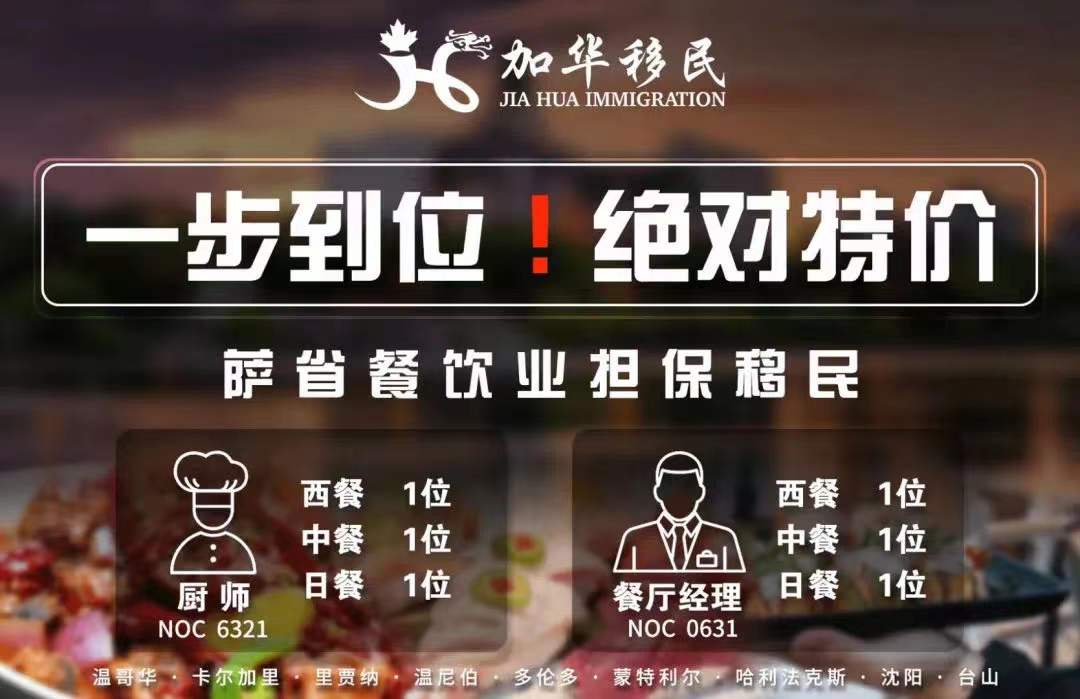 加华移民
JIA HUA IMMIGRATION
一步到位！绝对特价
萨省餐饮业担保移民
西餐 1位
中餐 1位
日餐 1位
厨师
NOC 6321
西餐 1位
中餐 1位
日餐 1位
餐厅经理
NOC 0631
温哥华·卡尔加里·里贾纳·温尼伯·多伦多·蒙特利尔·哈利法克斯·沈阳·台山